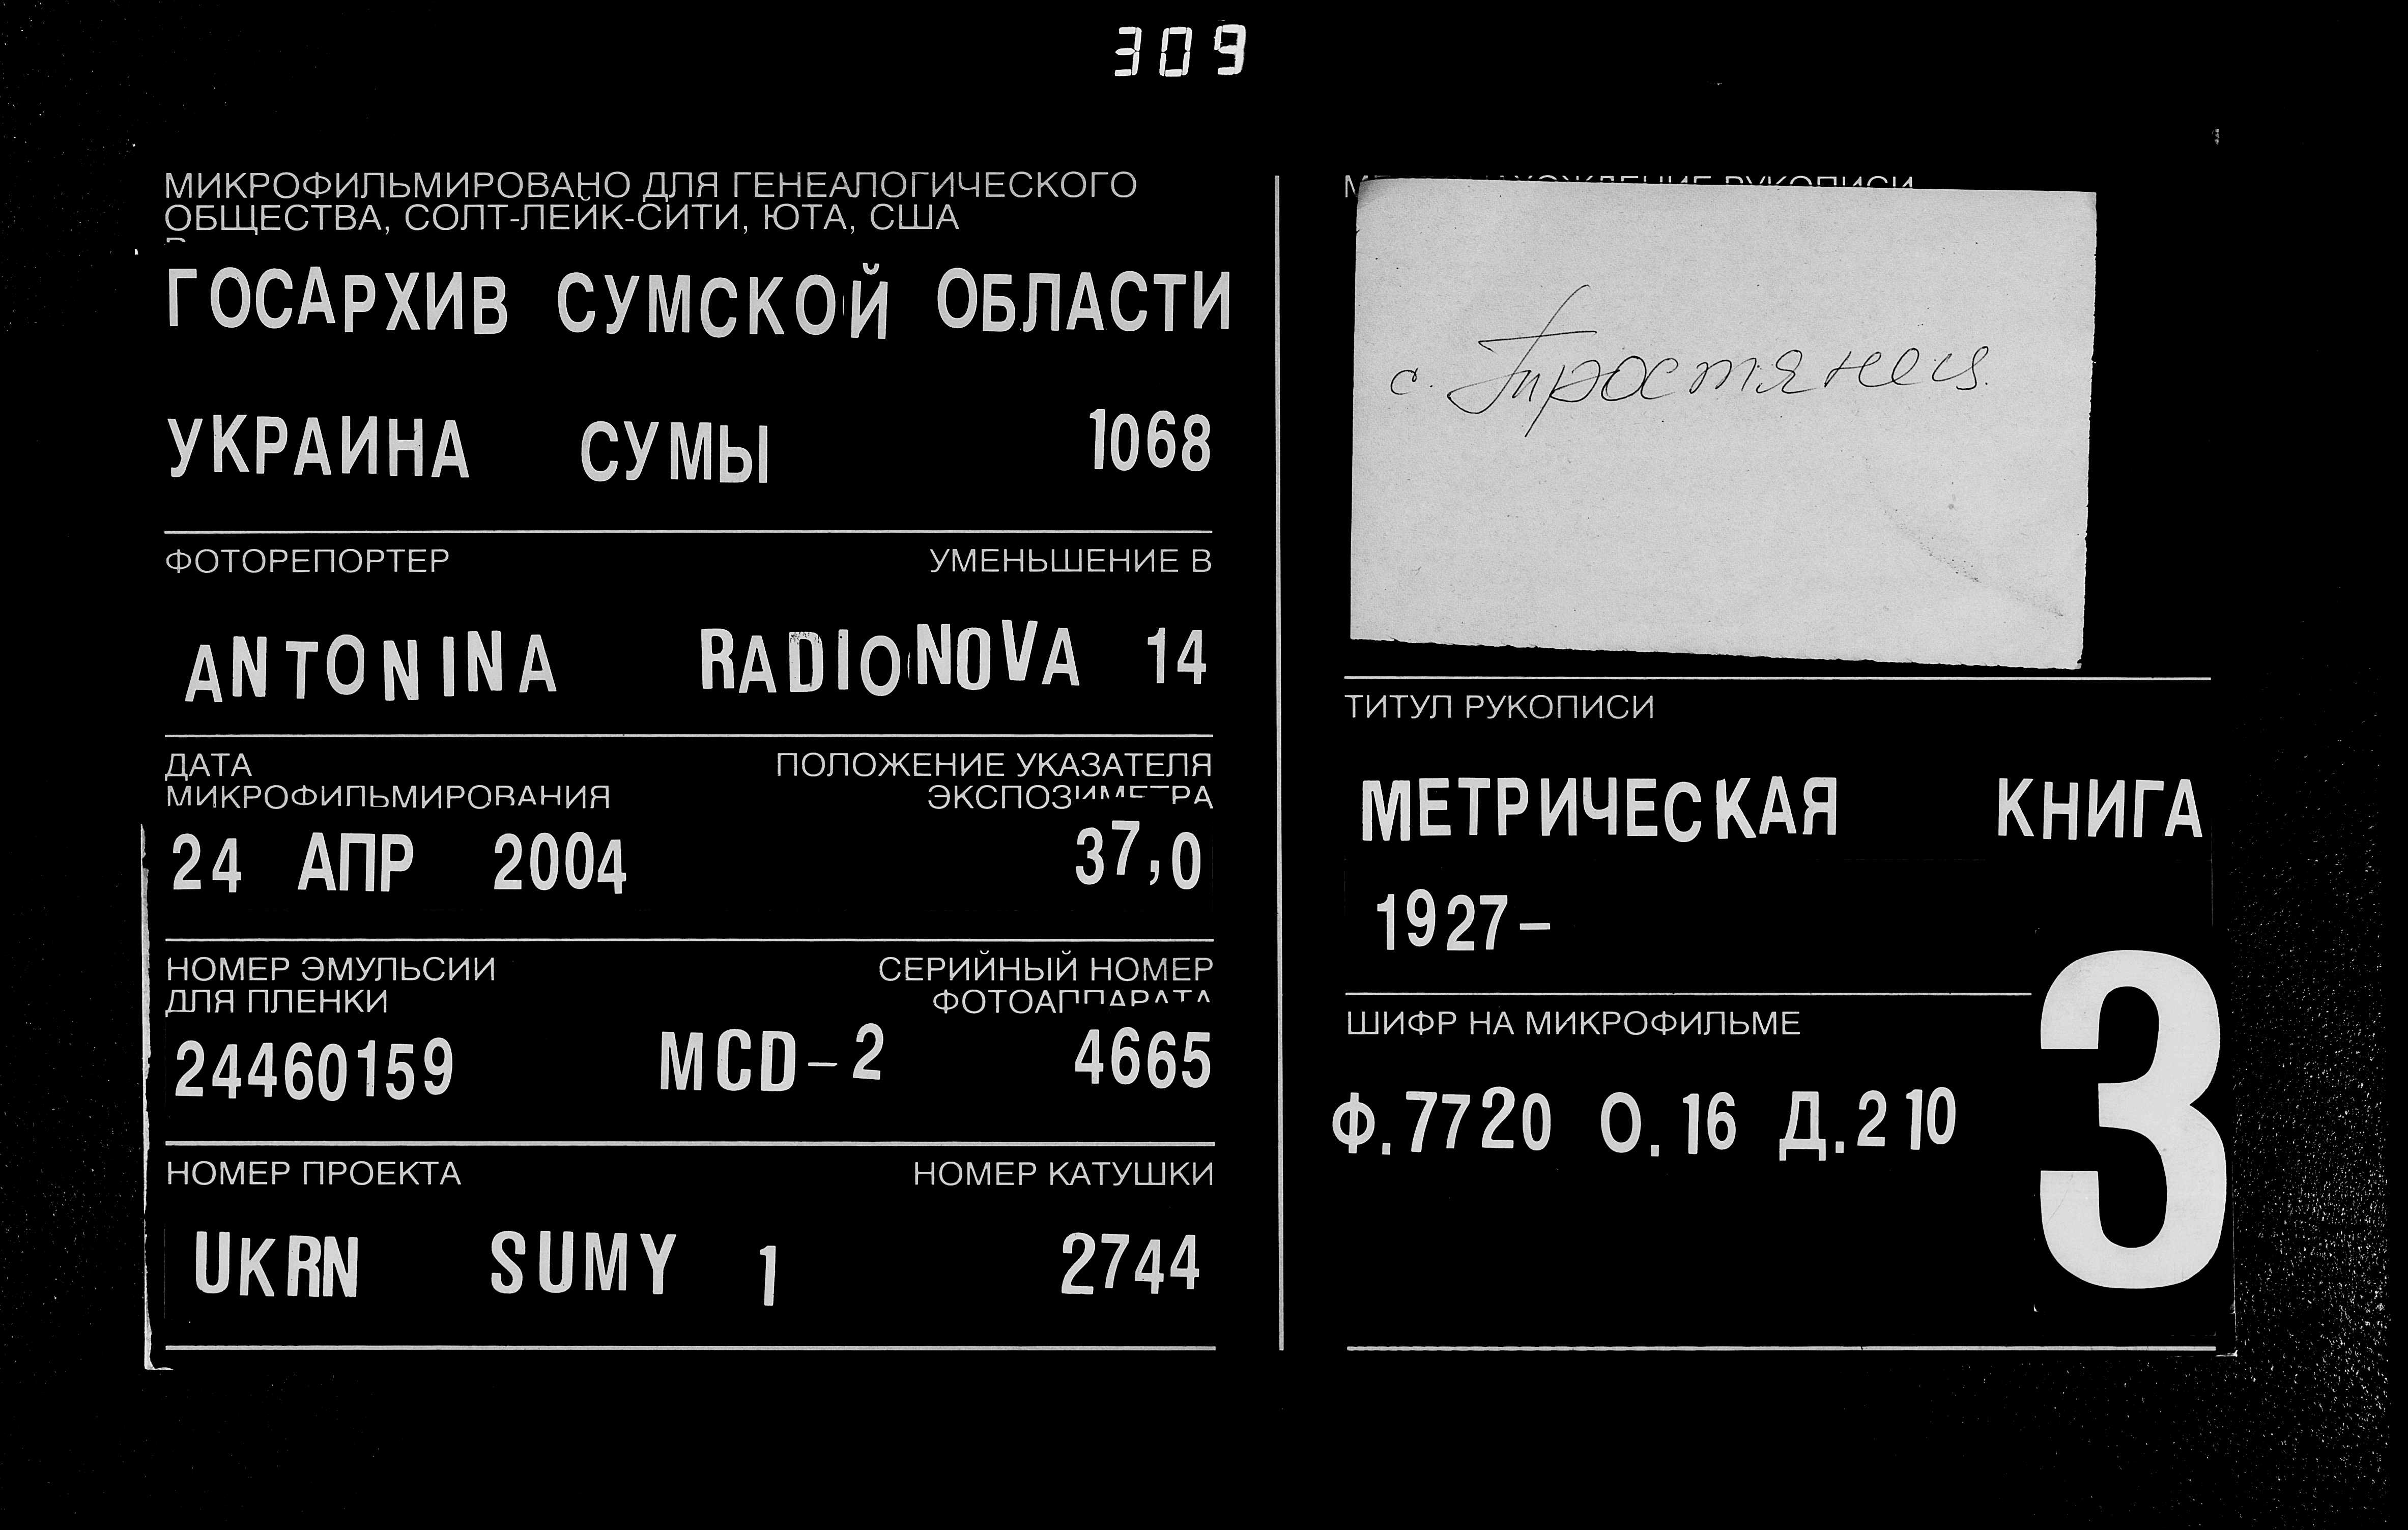 309
МИКРОФИЛЬМИРОВАНО ДЛЯ ГЕНЕАЛОГИЧЕСКОГО
ОБЩЕСТВА, СОЛТ-ЛЕЙК-СИТИ, ЮТА, США
ГОСАРХИВ СУМСКОЙ ОБЛАСТИ
УКРАИНА СУМЫ 1068
ФОТОРЕПОРТЕР УМЕНЬШЕНИЕ В
ANTONINA RADIONOVA 14
ДАТА ПОЛОЖЕНИЕ УКАЗАТЕЛЯ
МИКРОФИЛЬМИРОВАНИЯ ЭКСПОЗИМЕТРА
24 АПР 2004 37,0
НОМЕР ЭМУЛЬСИИ СЕРИЙНЫЙ НОМЕР
ДЛЯ ПЛЕНКИ ФОТОАППАРАТА
24460159 MCD-2 4665
НОМЕР ПРОЕКТА НОМЕР КАТУШКИ
UKRN SUMY 1 2744
РУКОПИСИ
с. Тростянец
ТИТУЛ РУКОПИСИ
МЕТРИЧЕСКАЯ КНИГА
1927-
ШИФР НА МИКРОФИЛЬМЕ
Ф.7720 О.16 Д.210
3